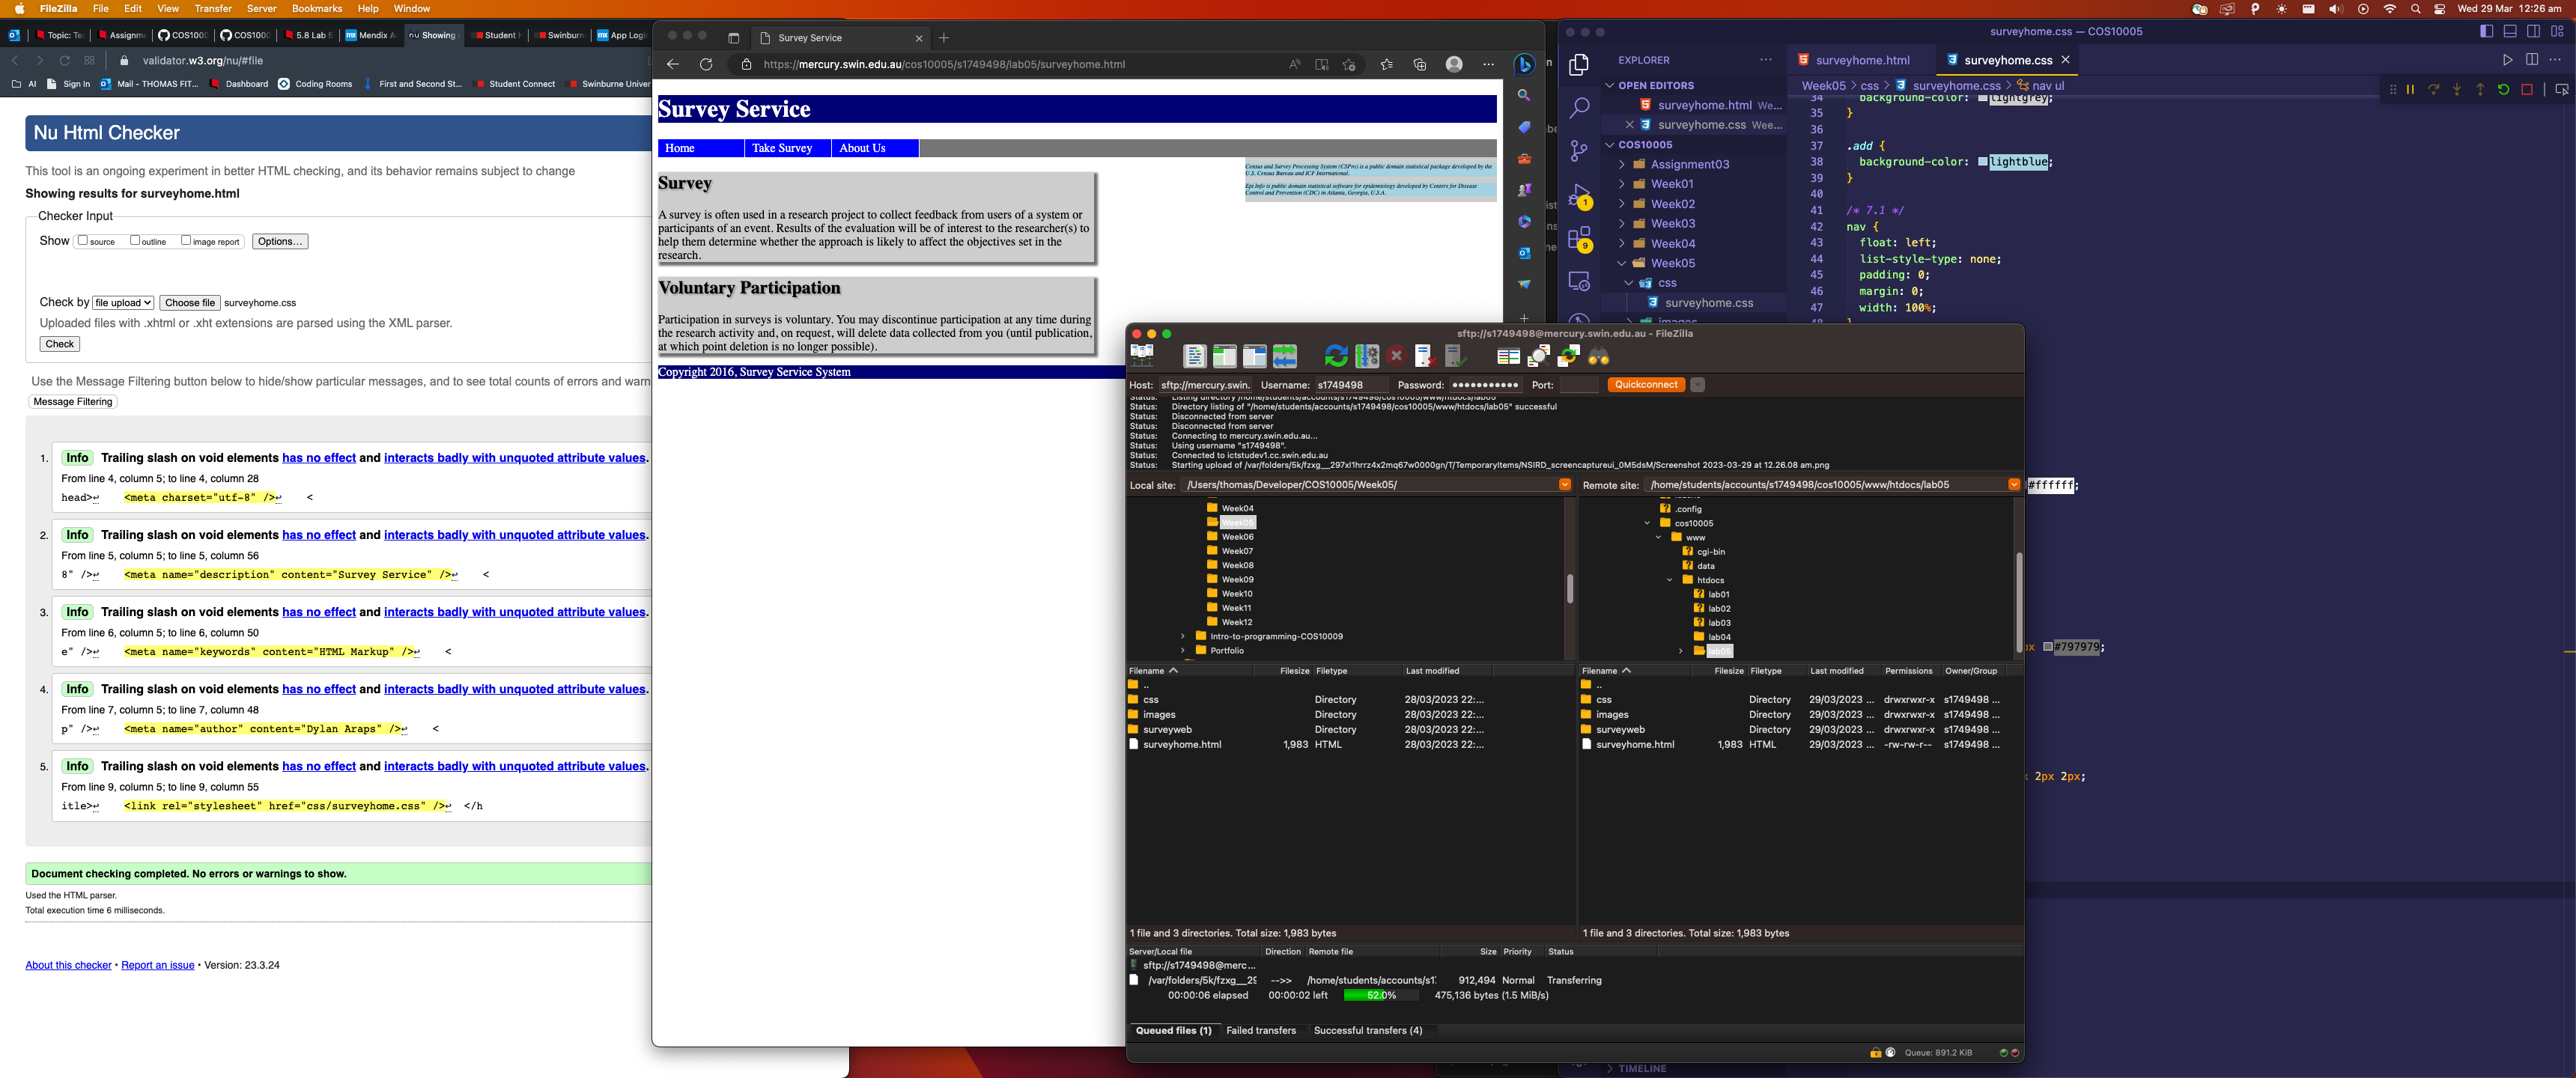 FileZilla File Edit View Transfer Server Bookmarks Help Window
Wed 29 Mar 12:26 am
Topic: Te
Assignm
COS1000
COS100
5.8 Lab 5
Mendix A
Showing
Student H
Swinburn
App Login
validator.w3.org/nu/#file
AI
Sign In
Mail - THOMAS FIT...
Dashboard
Coding Rooms
First and Second St...
Student Connect
Swinburne Univer
Nu Html Checker
This tool is an ongoing experiment in better HTML checking, and its behavior remains subject to change
Showing results for surveyhome.html
Checker Input
Show source outline image report Options...
Check by file upload Choose file surveyhome.css
Uploaded files with .xhtml or .xht extensions are parsed using the XML parser.
Check
Use the Message Filtering button below to hide/show particular messages, and to see total counts of errors and warn
Message Filtering
1. Info Trailing slash on void elements has no effect and interacts badly with unquoted attribute values.
From line 4, column 5; to line 4, column 28
head>↩ <meta charset="utf-8" />↩ <
2. Info Trailing slash on void elements has no effect and interacts badly with unquoted attribute values.
From line 5, column 5; to line 5, column 56
8" />↩ <meta name="description" content="Survey Service" />↩ <
3. Info Trailing slash on void elements has no effect and interacts badly with unquoted attribute values.
From line 6, column 5; to line 6, column 50
e" />↩ <meta name="keywords" content="HTML Markup" />↩ <
4. Info Trailing slash on void elements has no effect and interacts badly with unquoted attribute values.
From line 7, column 5; to line 7, column 48
p" />↩ <meta name="author" content="Dylan Araps" />↩ <
5. Info Trailing slash on void elements has no effect and interacts badly with unquoted attribute values.
From line 9, column 5; to line 9, column 55
itle>↩ <link rel="stylesheet" href="css/surveyhome.css" />↩ </h
Document checking completed. No errors or warnings to show.
Used the HTML parser.
Total execution time 6 milliseconds.
About this checker • Report an issue • Version: 23.3.24
Survey Service
https://mercury.swin.edu.au/cos10005/s1749498/lab05/surveyhome.html
Survey Service
Home
Take Survey
About Us
Census and Survey Processing System (CSPro) is a public domain statistical package developed by the
U.S. Census Bureau and ICF International.
Epi Info is public domain statistical software for epidemiology developed by Centers for Disease
Control and Prevention (CDC) in Atlanta, Georgia, U.S.A.
Survey
A survey is often used in a research project to collect feedback from users of a system or
participants of an event. Results of the evaluation will be of interest to the researcher(s) to
help them determine whether the approach is likely to affect the objectives set in the
research.
Voluntary Participation
Participation in surveys is voluntary. You may discontinue participation at any time during
the research activity and, on request, will delete data collected from you (until publication,
at which point deletion is no longer possible).
Copyright 2016, Survey Service System
surveyhome.css — COS10005
EXPLORER
surveyhome.html
surveyhome.css
OPEN EDITORS
surveyhome.html We...
surveyhome.css Wee...
COS10005
Assignment03
Week01
Week02
Week03
Week04
Week05
css
surveyhome.css
images
TIMELINE
1
9
Week05 > css > surveyhome.css > nav ul
34 background-color: lightgrey;
35 }
36
37 .add {
38 background-color: lightblue;
39 }
40
41 /* 7.1 */
42 nav {
43 float: left;
44 list-style-type: none;
45 padding: 0;
46 margin: 0;
47 width: 100%;
48 }
#ffffff;
px #797979;
2px 2px;
sftp://s1749498@mercury.swin.edu.au - FileZilla
Host: sftp://mercury.swin. Username: s1749498 Password: ••••••••••• Port: Quickconnect
Status: Listing directory /home/students/accounts/s1749498/cos10005/www/htdocs/lab05
Status: Directory listing of "/home/students/accounts/s1749498/cos10005/www/htdocs/lab05" successful
Status: Disconnected from server
Status: Disconnected from server
Status: Connecting to mercury.swin.edu.au...
Status: Using username "s1749498".
Status: Connected to ictstudev1.cc.swin.edu.au
Status: Starting upload of /var/folders/5k/fzxg__297xl1hrrz4x2mq67w0000gn/T/TemporaryItems/NSIRD_screencaptureui_0M5dsM/Screenshot 2023-03-29 at 12.26.08 am.png
Local site: /Users/thomas/Developer/COS10005/Week05/
Week04
Week05
Week06
Week07
Week08
Week09
Week10
Week11
Week12
Intro-to-programming-COS10009
Portfolio
Remote site: /home/students/accounts/s1749498/cos10005/www/htdocs/lab05
.config
cos10005
www
cgi-bin
data
htdocs
lab01
lab02
lab03
lab04
lab05
Filename Filesize Filetype Last modified
..
css Directory 28/03/2023 22:...
images Directory 28/03/2023 22:...
surveyweb Directory 28/03/2023 22:...
surveyhome.html 1,983 HTML 28/03/2023 22:...
1 file and 3 directories. Total size: 1,983 bytes
Filename Filesize Filetype Last modified Permissions Owner/Group
..
css Directory 29/03/2023 ... drwxrwxr-x s1749498 ...
images Directory 29/03/2023 ... drwxrwxr-x s1749498 ...
surveyweb Directory 29/03/2023 ... drwxrwxr-x s1749498 ...
surveyhome.html 1,983 HTML 29/03/2023 ... -rw-rw-r-- s1749498 ...
1 file and 3 directories. Total size: 1,983 bytes
Server/Local file Direction Remote file Size Priority Status
sftp://s1749498@merc...
/var/folders/5k/fzxg__29 -->> /home/students/accounts/s1 912,494 Normal Transferring
00:00:06 elapsed 00:00:02 left 52.0% 475,136 bytes (1.5 MiB/s)
Queued files (1) Failed transfers Successful transfers (4)
Queue: 891.2 KiB